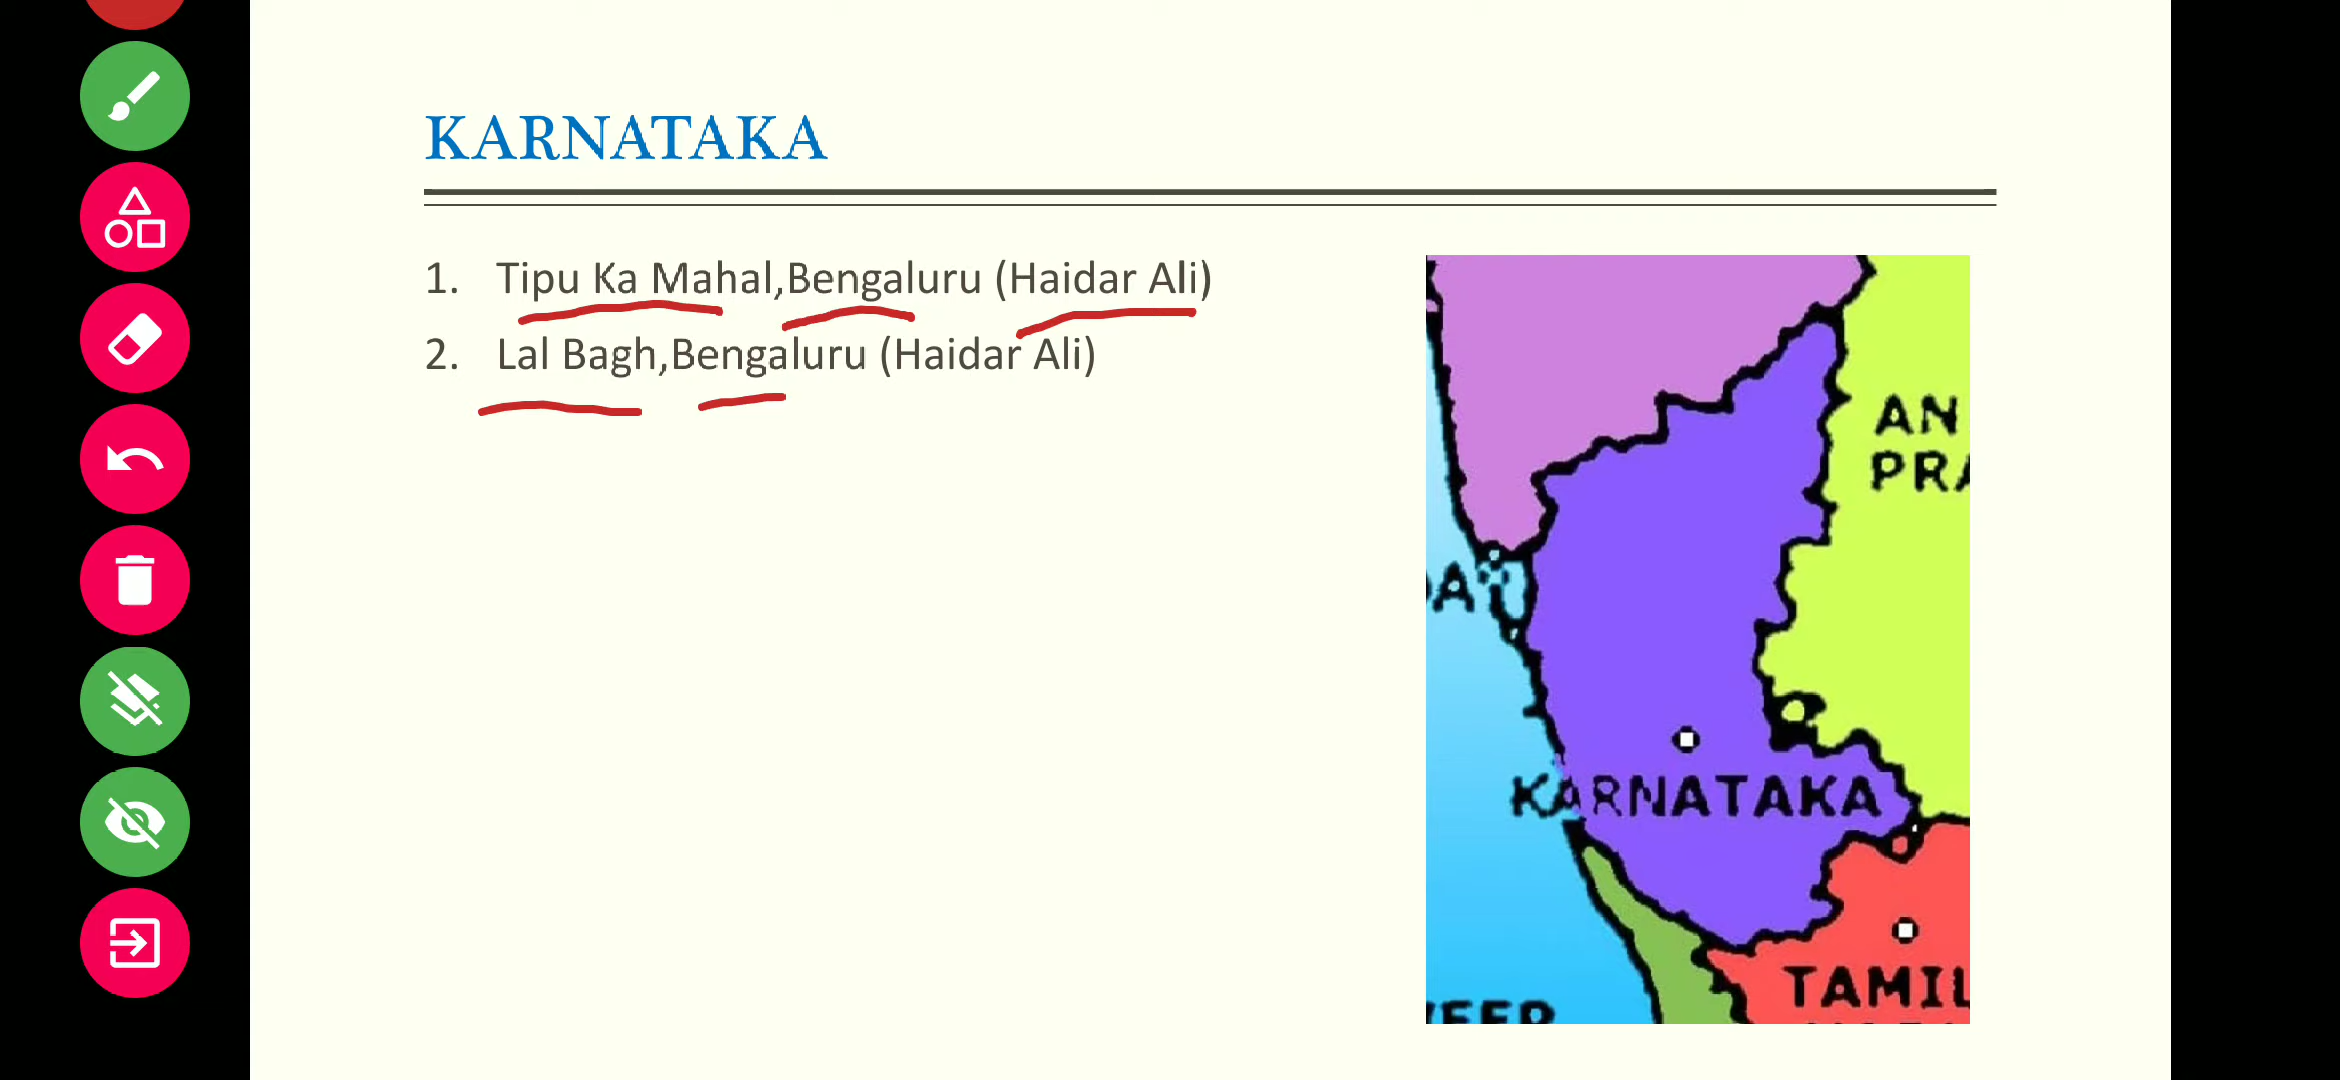 KARNATAKA
1. Tipu Ka Mahal,Bengaluru (Haidar Ali)
2. Lal Bagh,Bengaluru (Haidar Ali)
AN
PRA
KARNATAKA
TAMIL